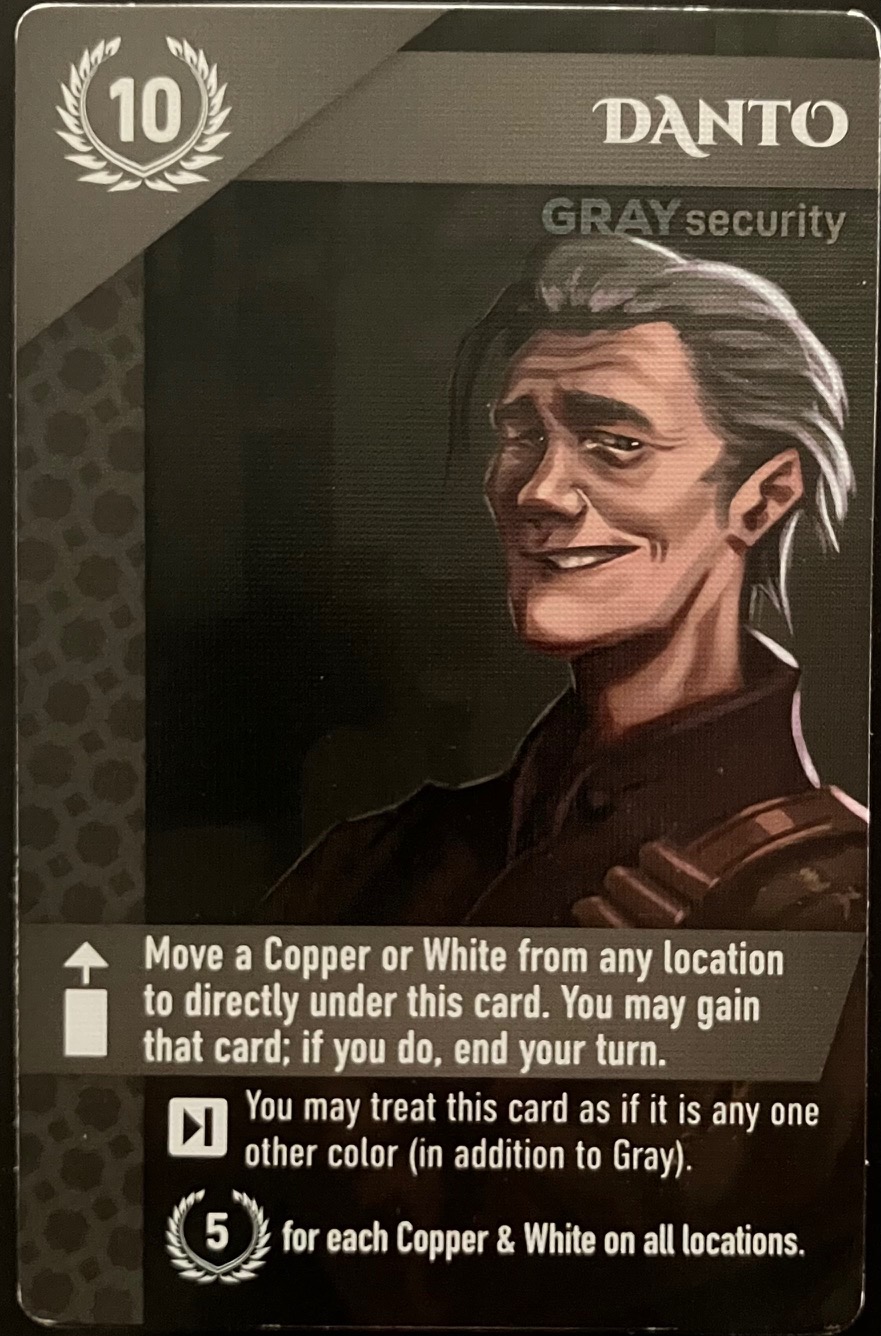 10
DANTO
GRAY security
Move a Copper or White from any location
to directly under this card. You may gain
that card; if you do, end your turn.
You may treat this card as if it is any one
other color (in addition to Gray).
5 for each Copper & White on all locations.